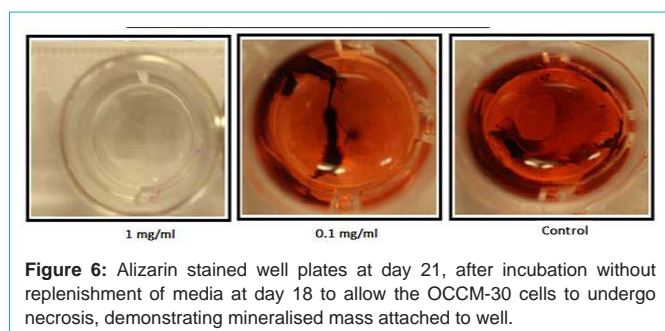 1 mg/ml
0.1 mg/ml
Control
Figure 6: Alizarin stained well plates at day 21, after incubation without
replenishment of media at day 18 to allow the OCCM-30 cells to undergo
necrosis, demonstrating mineralised mass attached to well.